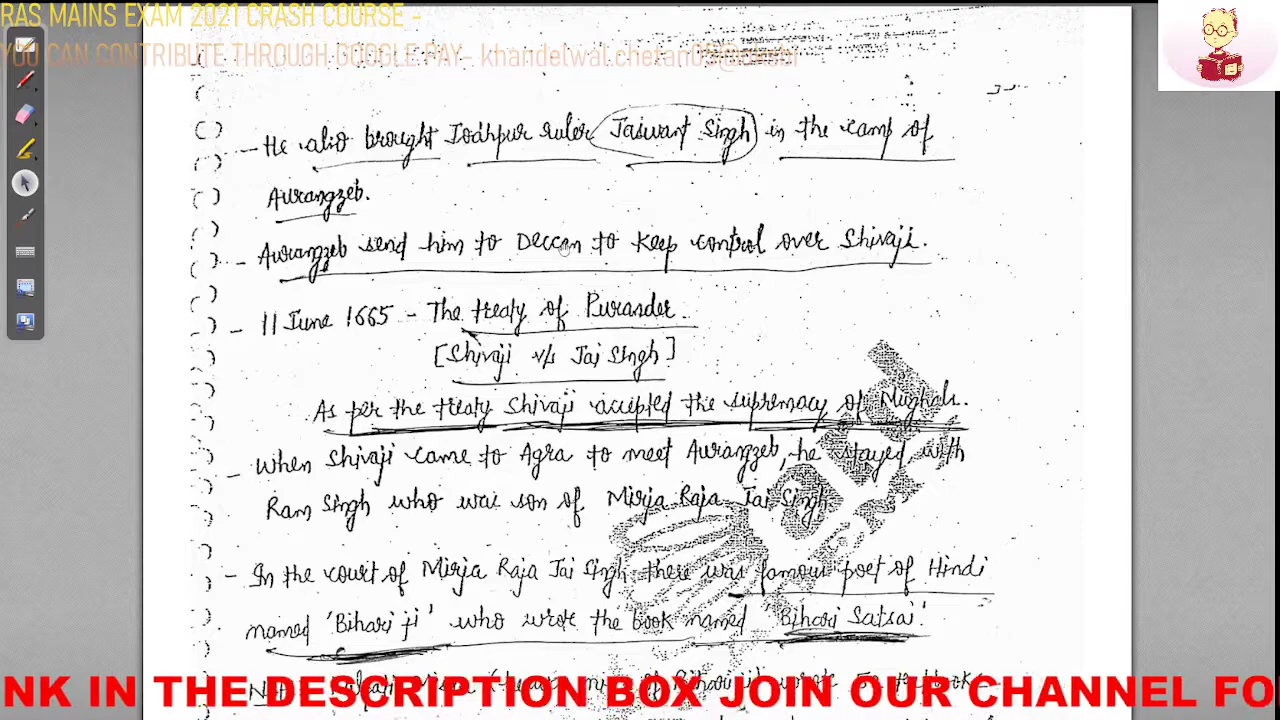 RAS MAINS EXAM 2021 CRASH COURSE -
YOU CAN CONTRIBUTE THROUGH GOOGLE PAY- khandelwal.chetan05@oksbi
- He also brought Jodhpur ruler Jaswant Singh in the camp of
Aurangzeb.
- Aurangzeb send him to Deccan to keep control over Shivaji.
- 11 June 1665 - The treaty of Purander
[Shivaji v/s Jai Singh]
As per the treaty Shivaji accepted the supremacy of Mughals.
- When Shivaji came to Agra to meet Aurangzeb, he stayed with
Ram Singh who was son of Mirja Raja Jai Singh
- In the court of Mirja Raja Jai Singh there was famous poet of Hindi
named 'Bihari ji' who wrote the book named 'Bihari Satsai'
NK IN THE DESCRIPTION BOX JOIN OUR CHANNEL FO